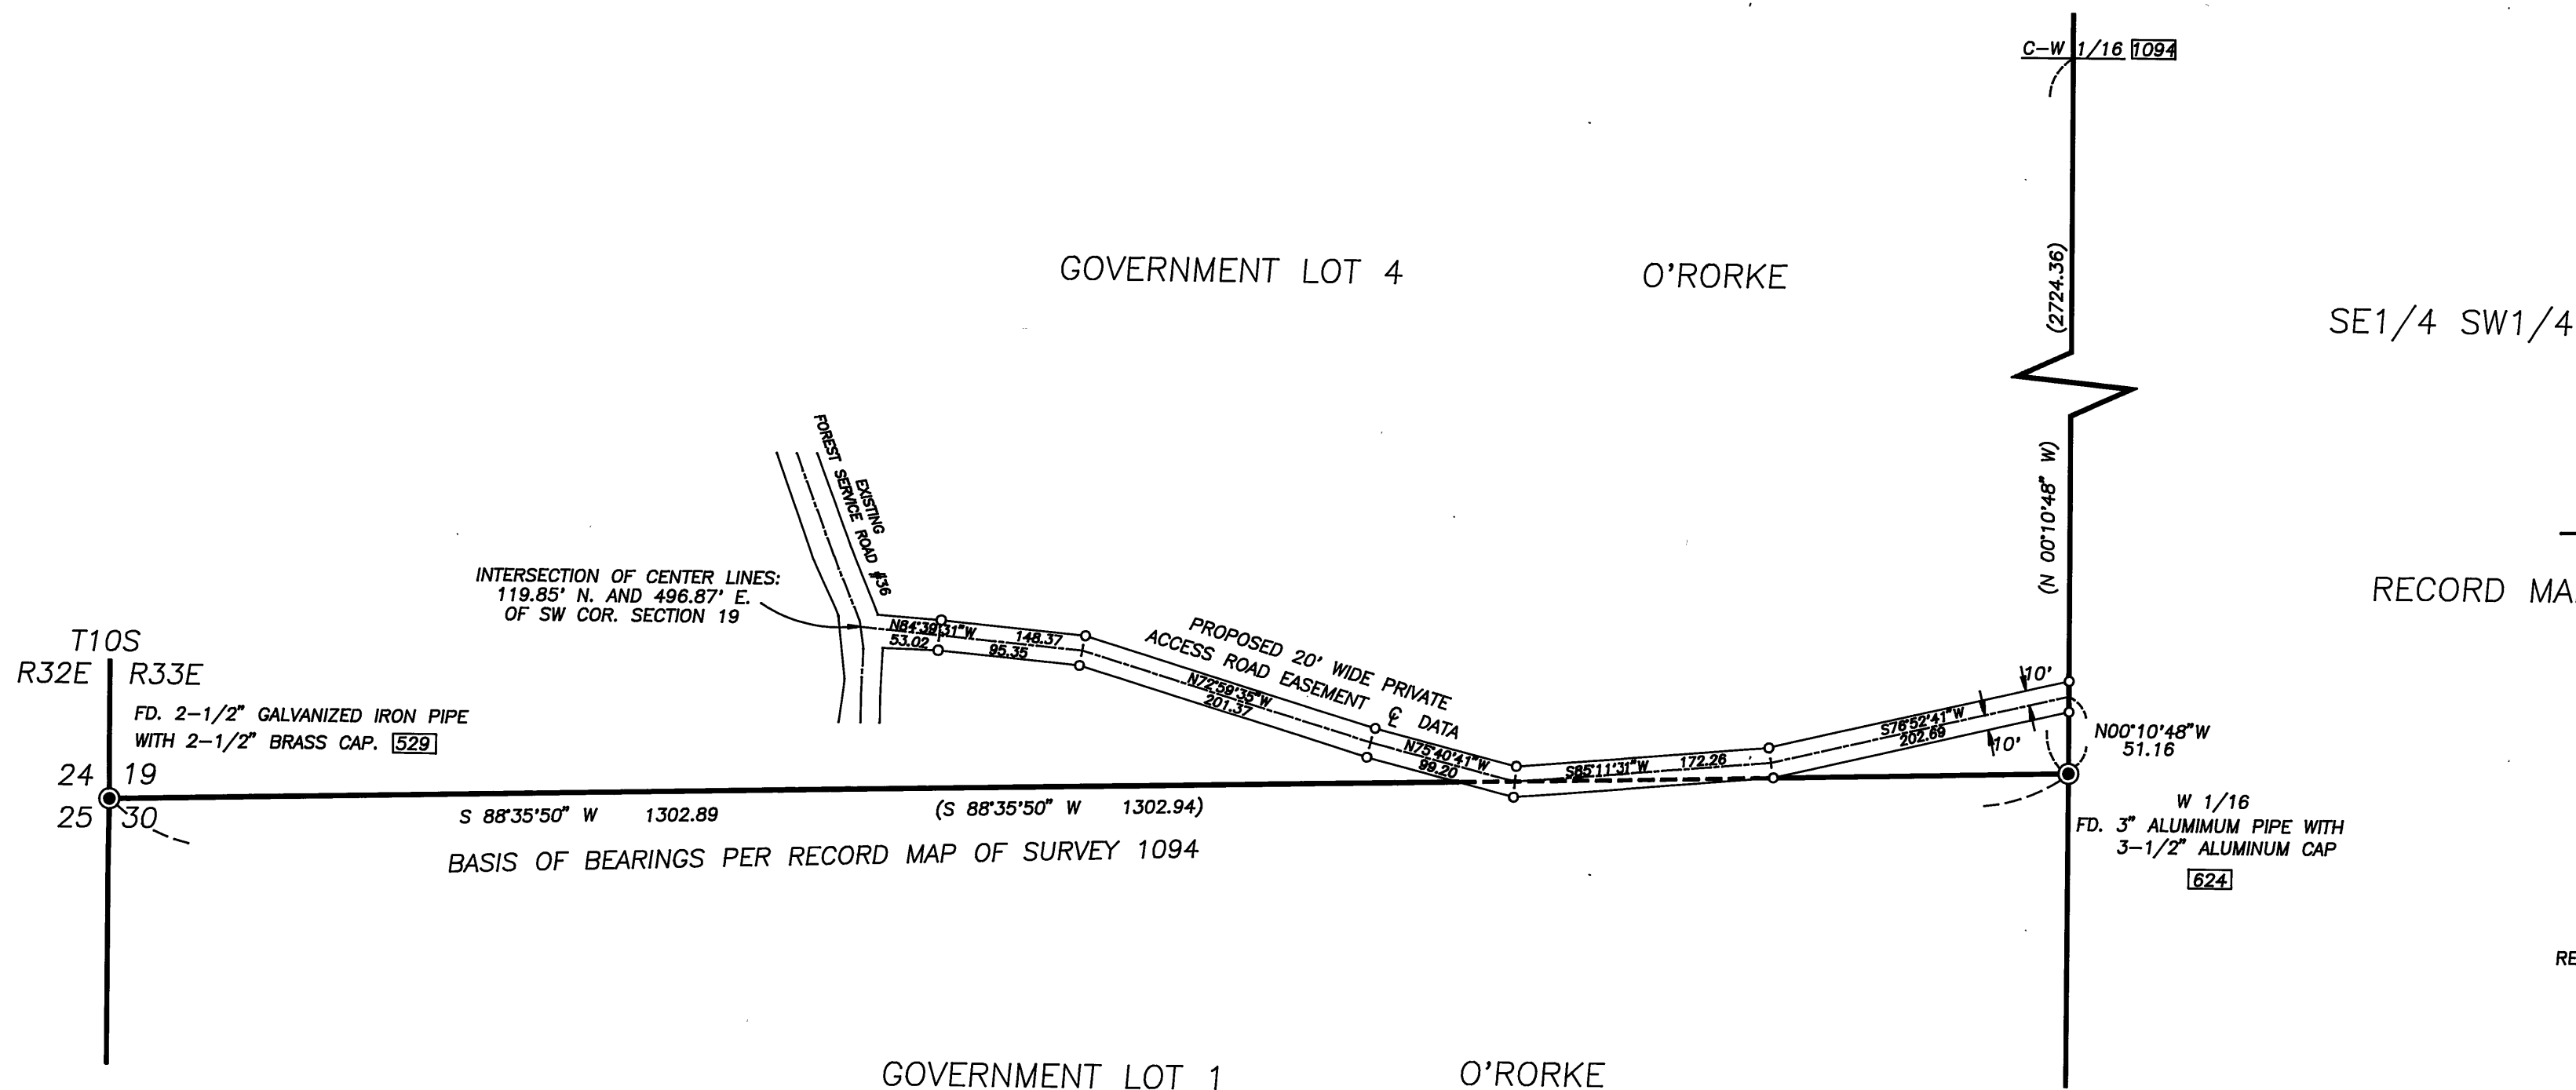 C-W 1/16 1094
(2724.36)
GOVERNMENT LOT 4 O'RORKE
SE1/4 SW1/4
EXISTING
FOREST SERVICE ROAD #36
(N 00°10'48" W)
INTERSECTION OF CENTER LINES:
119.85' N. AND 496.87' E.
OF SW COR. SECTION 19
RECORD MA
T10S
R32E R33E
N84°39'31"W 148.37
53.02 95.35
PROPOSED 20' WIDE PRIVATE
ACCESS ROAD EASEMENT
℄ DATA
N72°59'35"W
201.37
N75°40'41"W
99.20
S85°11'31"W 172.26
S76°52'41"W
202.69
10'
10'
N00°10'48"W
51.16
FD. 2-1/2" GALVANIZED IRON PIPE
WITH 2-1/2" BRASS CAP. 529
24 19
25 30
S 88°35'50" W 1302.89 (S 88°35'50" W 1302.94)
BASIS OF BEARINGS PER RECORD MAP OF SURVEY 1094
W 1/16
FD. 3" ALUMIMUM PIPE WITH
3-1/2" ALUMINUM CAP
624
RE
GOVERNMENT LOT 1 O'RORKE